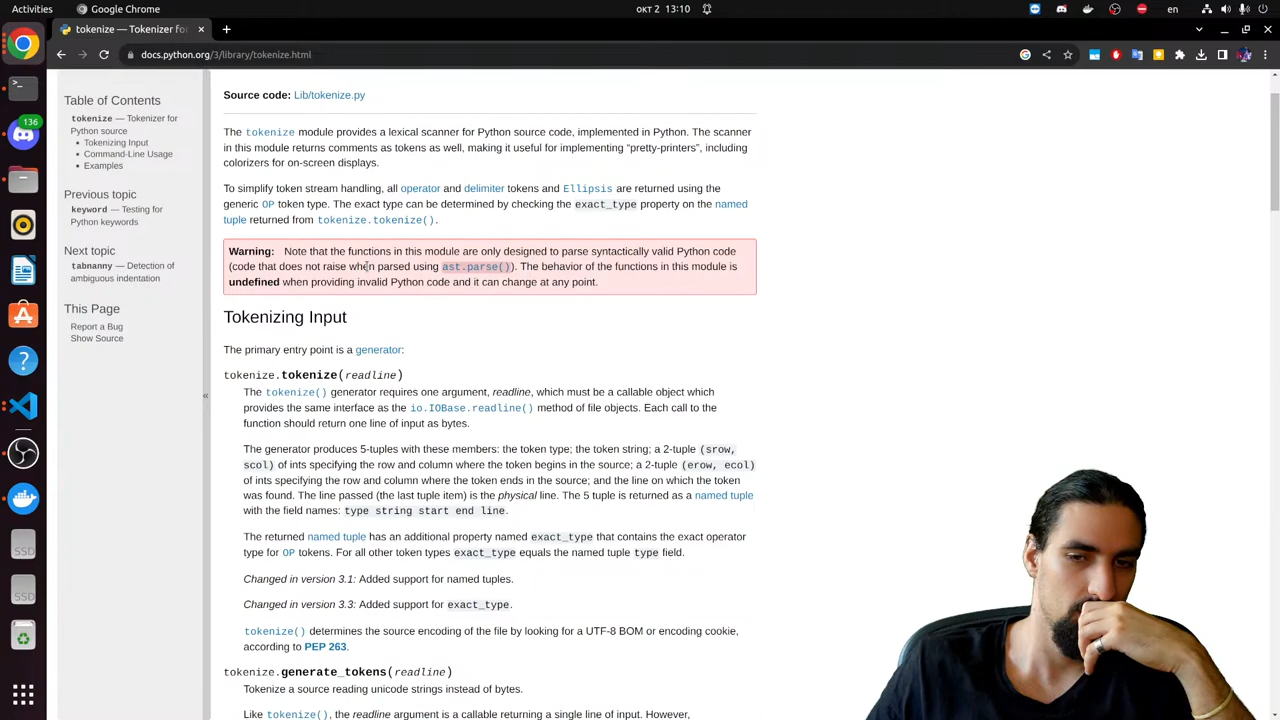 Activities
Google Chrome
окт 2 13:10
en
tokenize — Tokenizer fo
docs.python.org/3/library/tokenize.html
136
Table of Contents
tokenize — Tokenizer for
Python source
Tokenizing Input
Command-Line Usage
Examples
Previous topic
keyword — Testing for
Python keywords
Next topic
tabnanny — Detection of
ambiguous indentation
This Page
Report a Bug
Show Source
«
Source code: Lib/tokenize.py
The tokenize module provides a lexical scanner for Python source code, implemented in Python. The scanner
in this module returns comments as tokens as well, making it useful for implementing “pretty-printers”, including
colorizers for on-screen displays.
To simplify token stream handling, all operator and delimiter tokens and Ellipsis are returned using the
generic OP token type. The exact type can be determined by checking the exact_type property on the named
tuple returned from tokenize.tokenize().
Warning: Note that the functions in this module are only designed to parse syntactically valid Python code
(code that does not raise when parsed using ast.parse()). The behavior of the functions in this module is
undefined when providing invalid Python code and it can change at any point.
Tokenizing Input
The primary entry point is a generator:
tokenize.tokenize(readline)
The tokenize() generator requires one argument, readline, which must be a callable object which
provides the same interface as the io.IOBase.readline() method of file objects. Each call to the
function should return one line of input as bytes.
The generator produces 5-tuples with these members: the token type; the token string; a 2-tuple (srow,
scol) of ints specifying the row and column where the token begins in the source; a 2-tuple (erow, ecol)
of ints specifying the row and column where the token ends in the source; and the line on which the token
was found. The line passed (the last tuple item) is the physical line. The 5 tuple is returned as a named tuple
with the field names: type string start end line.
The returned named tuple has an additional property named exact_type that contains the exact operator
type for OP tokens. For all other token types exact_type equals the named tuple type field.
Changed in version 3.1: Added support for named tuples.
Changed in version 3.3: Added support for exact_type.
tokenize() determines the source encoding of the file by looking for a UTF-8 BOM or encoding cookie,
according to PEP 263.
tokenize.generate_tokens(readline)
Tokenize a source reading unicode strings instead of bytes.
Like tokenize(), the readline argument is a callable returning a single line of input. However,
SSD
SSD